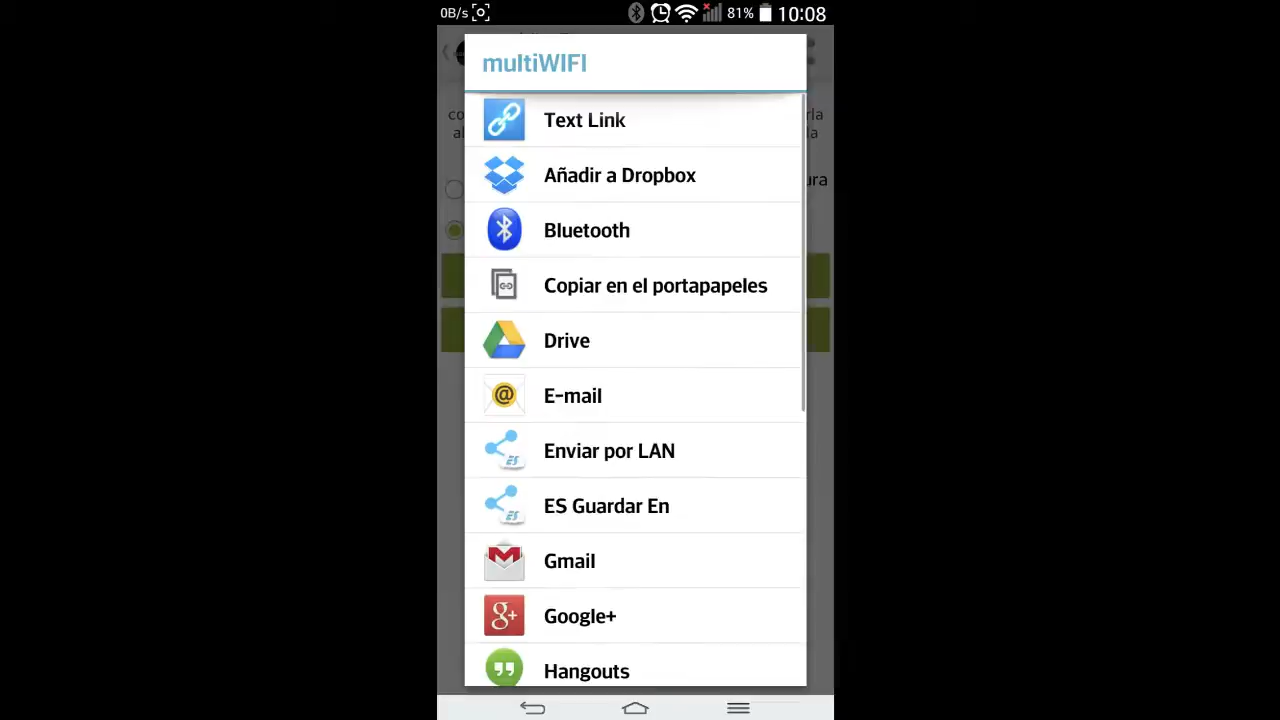 0B/s 81% 10:08
multiWIFI
Text Link
Añadir a Dropbox
Bluetooth
Copiar en el portapapeles
Drive
E-mail
Enviar por LAN
ES Guardar En
Gmail
Google+
Hangouts